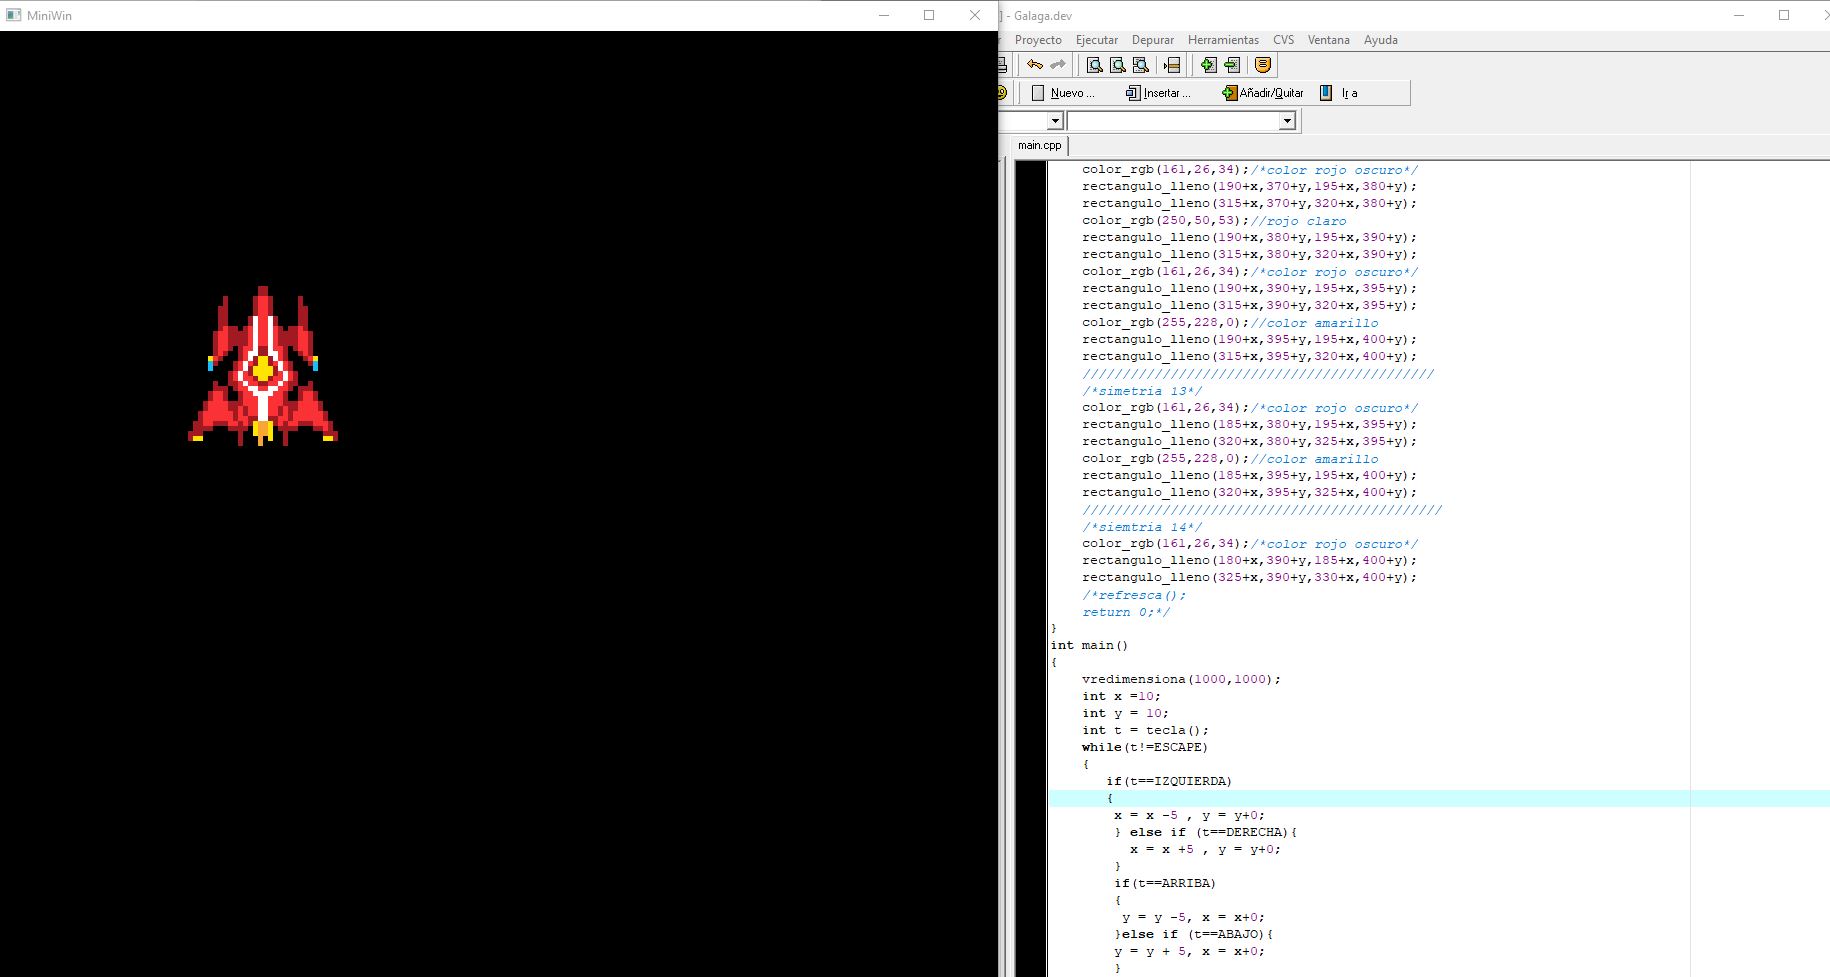 MiniWin
] - Galaga.dev
r Proyecto Ejecutar Depurar Herramientas CVS Ventana Ayuda
Nuevo ... Insertar ... Añadir/Quitar Ir a
main.cpp
color_rgb(161,26,34);/*color rojo oscuro*/
rectangulo_lleno(190+x,370+y,195+x,380+y);
rectangulo_lleno(315+x,370+y,320+x,380+y);
color_rgb(250,50,53);//rojo claro
rectangulo_lleno(190+x,380+y,195+x,390+y);
rectangulo_lleno(315+x,380+y,320+x,390+y);
color_rgb(161,26,34);/*color rojo oscuro*/
rectangulo_lleno(190+x,390+y,195+x,395+y);
rectangulo_lleno(315+x,390+y,320+x,395+y);
color_rgb(255,228,0);//color amarillo
rectangulo_lleno(190+x,395+y,195+x,400+y);
rectangulo_lleno(315+x,395+y,320+x,400+y);
////////////////////////////////////////////
/*simetria 13*/
color_rgb(161,26,34);/*color rojo oscuro*/
rectangulo_lleno(185+x,380+y,195+x,395+y);
rectangulo_lleno(320+x,380+y,325+x,395+y);
color_rgb(255,228,0);//color amarillo
rectangulo_lleno(185+x,395+y,195+x,400+y);
rectangulo_lleno(320+x,395+y,325+x,400+y);
/////////////////////////////////////////////
/*siemtria 14*/
color_rgb(161,26,34);/*color rojo oscuro*/
rectangulo_lleno(180+x,390+y,185+x,400+y);
rectangulo_lleno(325+x,390+y,330+x,400+y);
/*refresca();
return 0;*/
}
int main()
{
vredimensiona(1000,1000);
int x =10;
int y = 10;
int t = tecla();
while(t!=ESCAPE)
{
if(t==IZQUIERDA)
{
x = x -5 , y = y+0;
} else if (t==DERECHA){
x = x +5 , y = y+0;
}
if(t==ARRIBA)
{
y = y -5, x = x+0;
}else if (t==ABAJO){
y = y + 5, x = x+0;
}